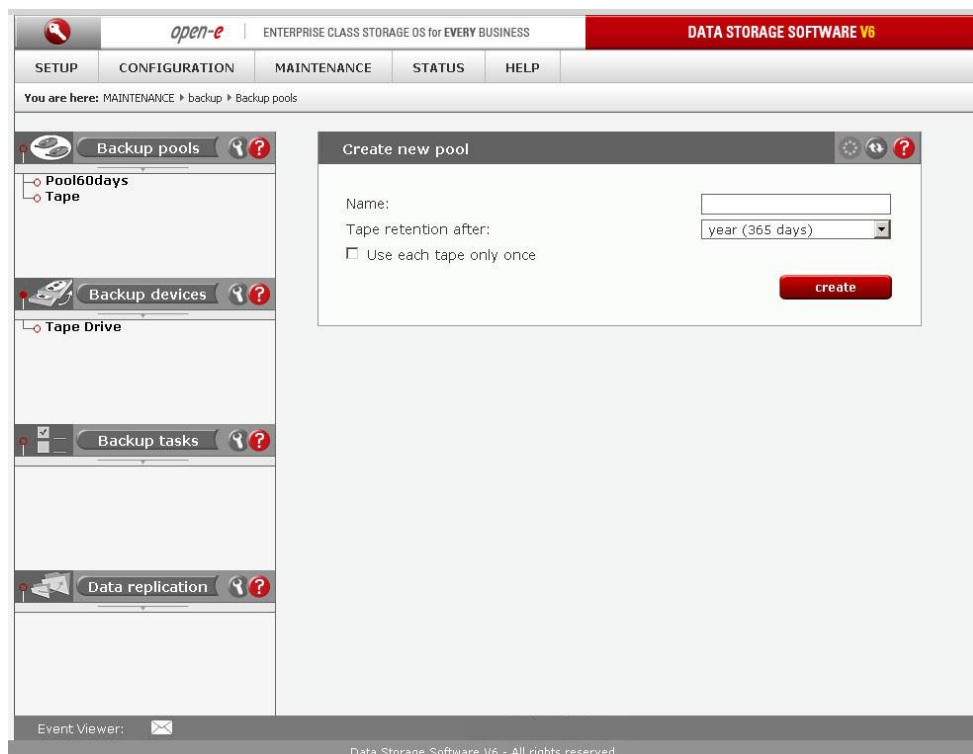 open-e ENTERPRISE CLASS STORAGE OS for EVERY BUSINESS DATA STORAGE SOFTWARE V6
SETUP CONFIGURATION MAINTENANCE STATUS HELP
You are here: MAINTENANCE backup Backup pools
Backup pools ?
Pool60days
Tape
Backup devices ?
Tape Drive
Backup tasks ?
Data replication ?
Create new pool ?
Name:
Tape retention after: year (365 days)
Use each tape only once
create
Event Viewer:
Data Storage Software V6 - All rights reserved